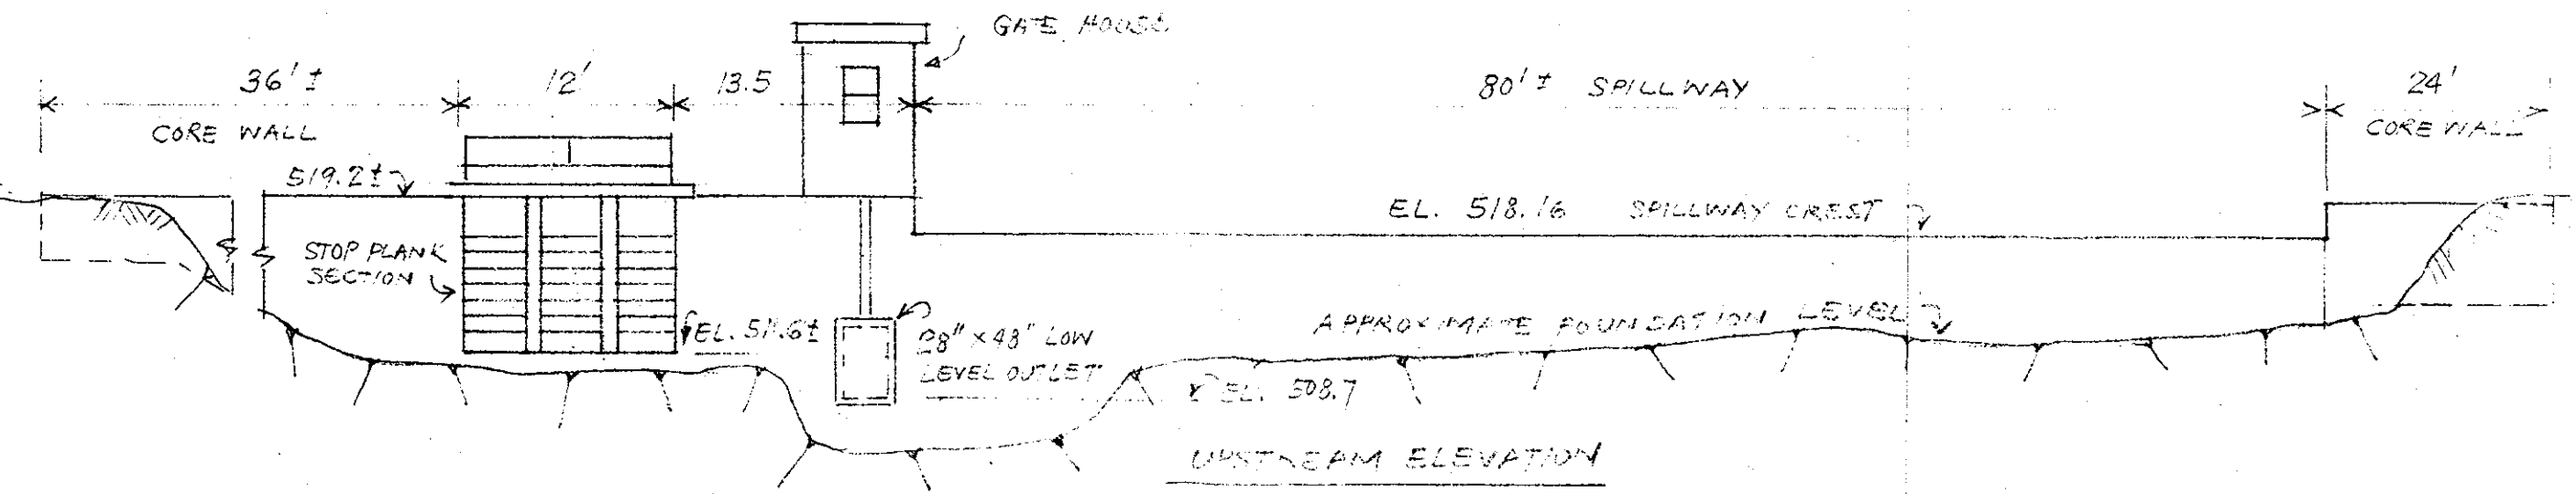 GATE HOUSE
36' ±
12'
13.5
80' ± SPILLWAY
24'
CORE WALL
CORE WALL
519.2±
EL. 518.16 SPILLWAY CREST
STOP PLANK
SECTION
EL. 511.6±
28" x 48" LOW
LEVEL OUTLET
APPROXIMATE FOUNDATION LEVEL
EL. 508.7
UPSTREAM ELEVATION